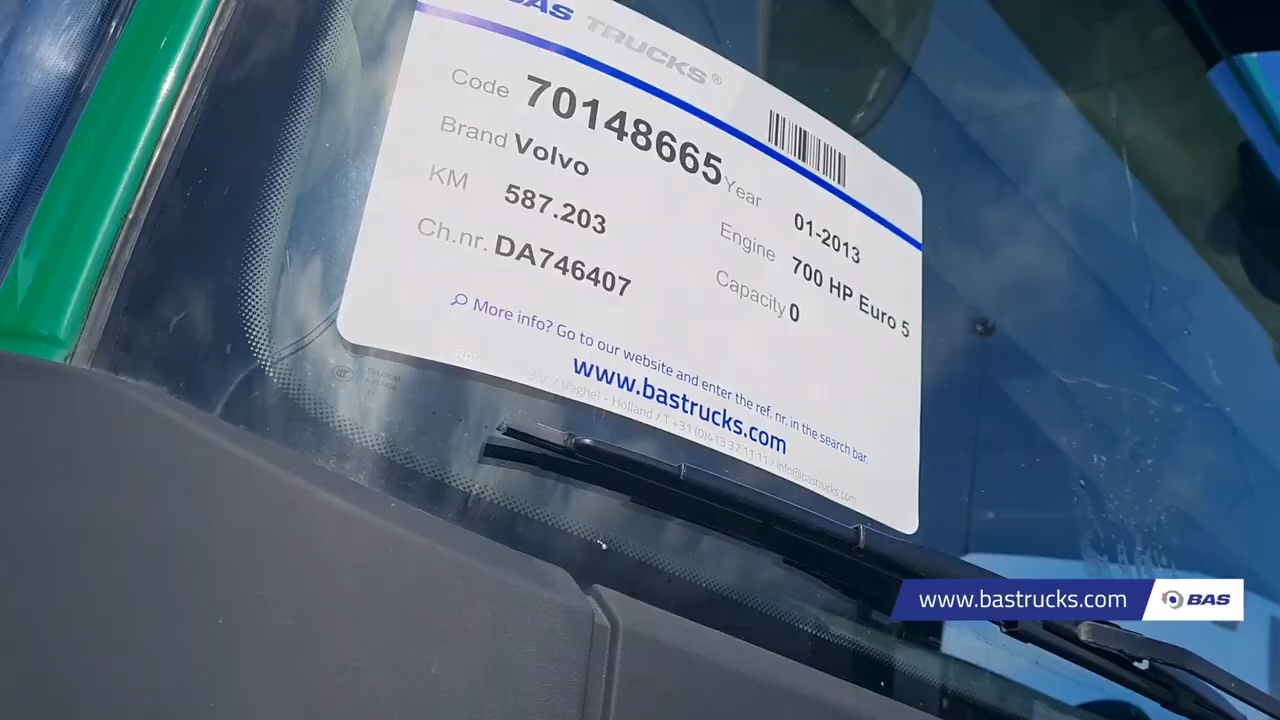 BAS TRUCKS®
Code 70148665
Brand Volvo
KM 587.203
Ch.nr. DA746407
Year 01-2013
Engine 700 HP Euro 5
Capacity 0
More info? Go to our website and enter the ref. nr. in the search bar.
www.bastrucks.com
BAS B.V. / Veghel - Holland / T +31 (0)413 37 11 11 / info@bastrucks.com
www.bastrucks.com
BAS